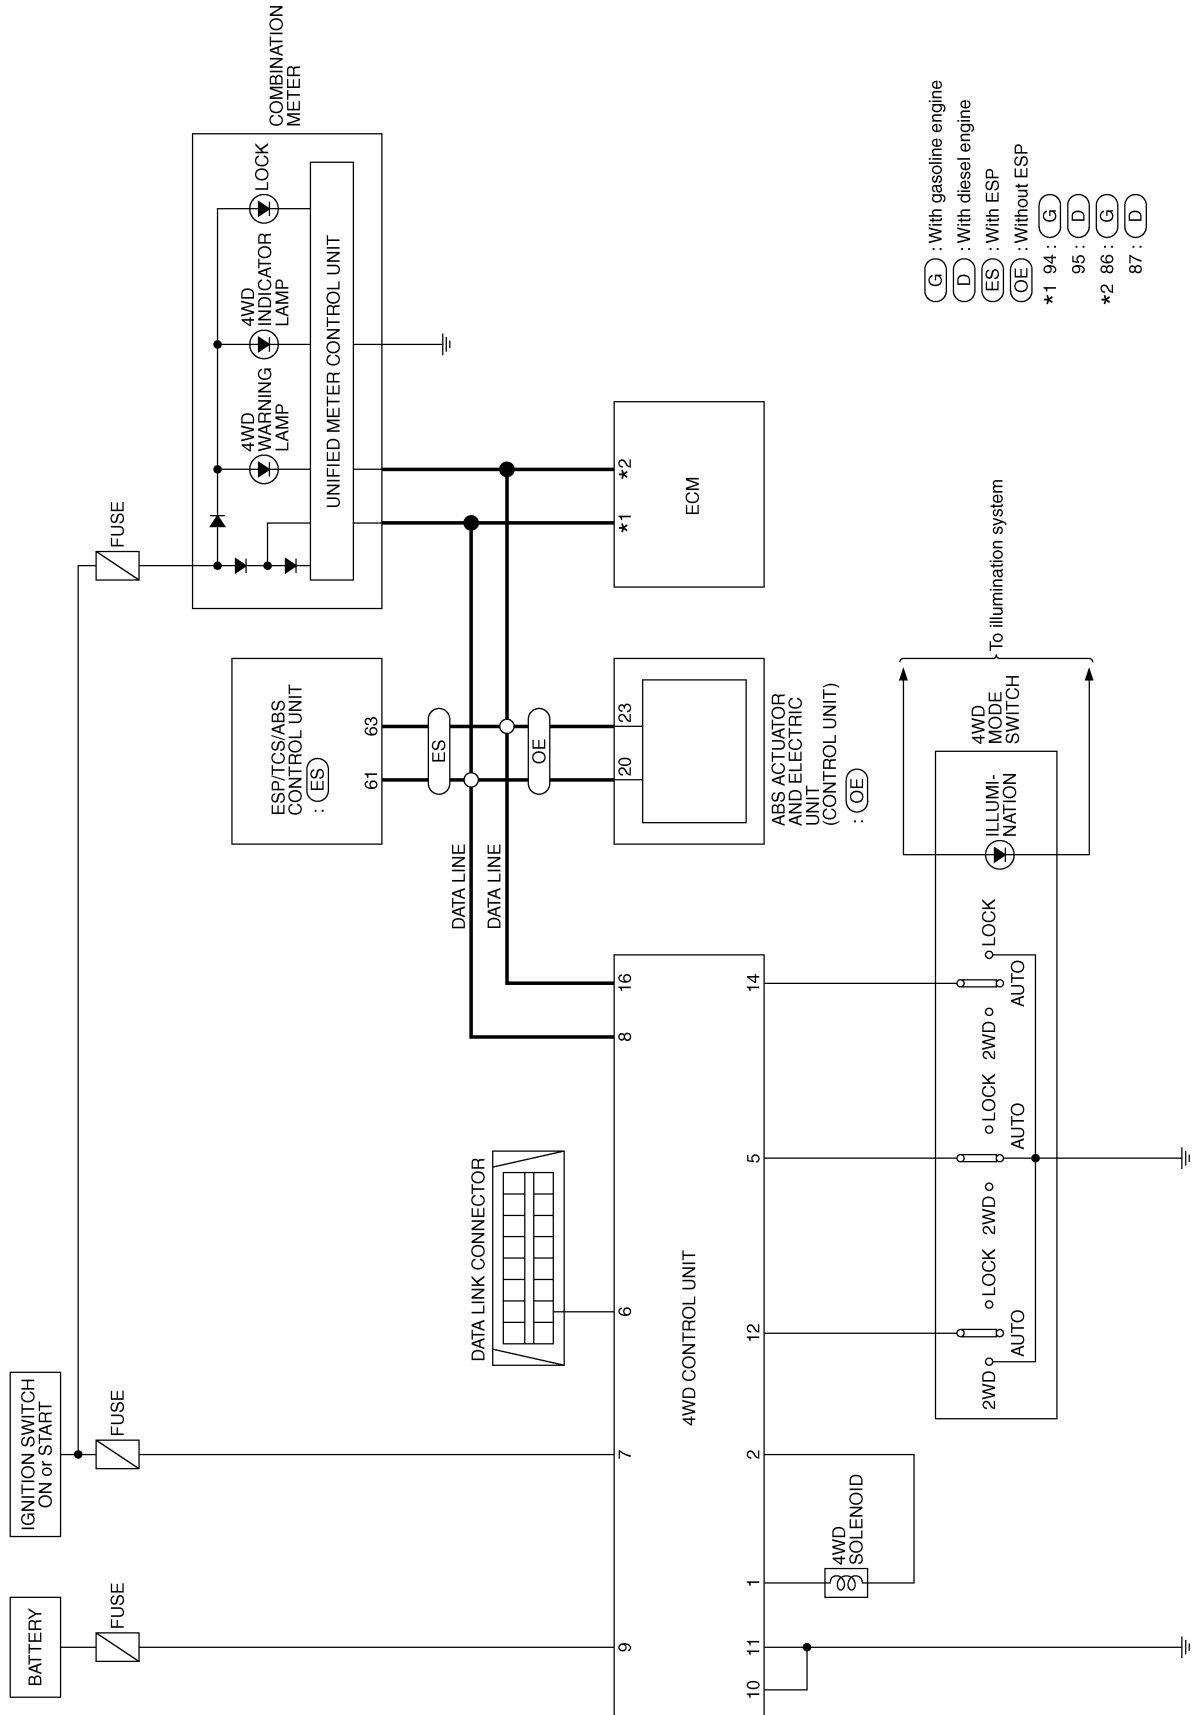 BATTERY
FUSE
IGNITION SWITCH
ON or START
FUSE
FUSE
COMBINATION
METER
4WD
WARNING
LAMP
4WD
INDICATOR
LAMP
LOCK
UNIFIED METER CONTROL UNIT
ESP/TCS/ABS
CONTROL UNIT
: ES
61
63
ES
OE
DATA LINE
DATA LINE
20
23
ABS ACTUATOR
AND ELECTRIC
UNIT
(CONTROL UNIT)
: OE
*1
*2
ECM
DATA LINK CONNECTOR
9
7
6
8
16
4WD CONTROL UNIT
10
11
1
2
12
5
14
4WD
SOLENOID
4WD
MODE
SWITCH
2WD
LOCK
AUTO
2WD
LOCK
AUTO
2WD
LOCK
AUTO
ILLUMI-
NATION
To illumination system
G : With gasoline engine
D : With diesel engine
ES : With ESP
OE : Without ESP
*1 94 : G
95 : D
*2 86 : G
87 : D